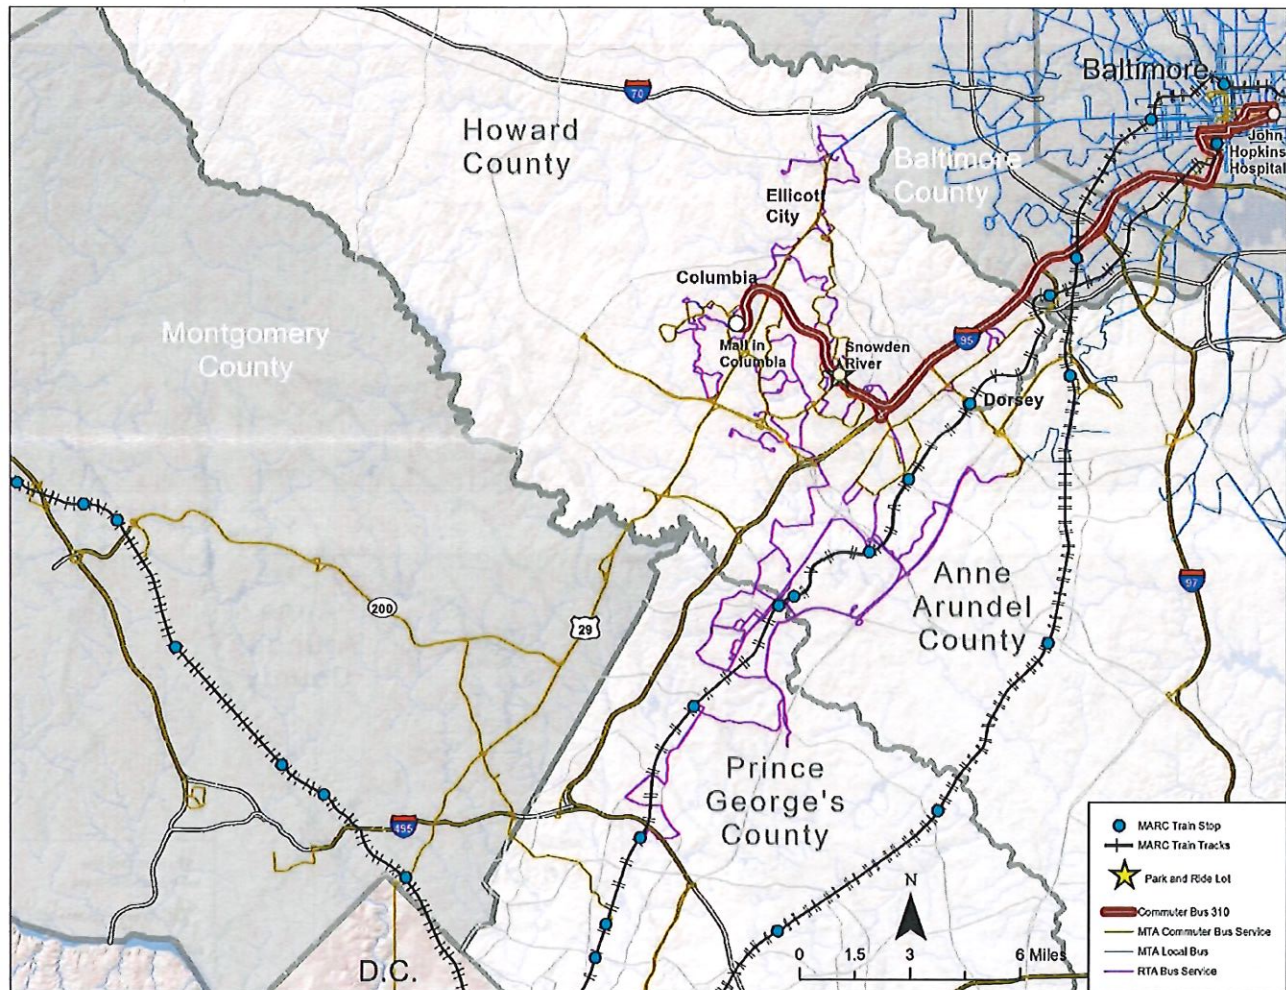 Baltimore
70
Howard
County
John
Hopkins
Hospital
Baltimore
County
Ellicott
City
Columbia
Mall in
Columbia
Snowden
River
95
Montgomery
County
Dorsey
97
Anne
Arundel
County
200
29
Prince
George's
County
495
D.C.
N
0 1.5 3 6 Miles
MARC Train Stop
MARC Train Tracks
Park and Ride Lot
Commuter Bus 310
MTA Commuter Bus Service
MTA Local Bus
RTA Bus Service